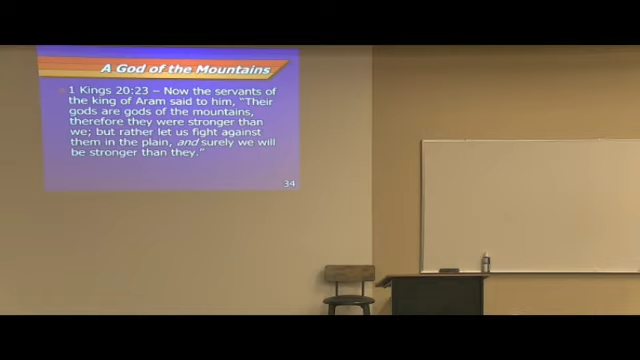 A God of the Mountains
1 Kings 20:23 – Now the servants of
the king of Aram said to him, "Their
gods are gods of the mountains,
therefore they were stronger than
we; but rather let us fight against
them in the plain, and surely we will
be stronger than they."
34